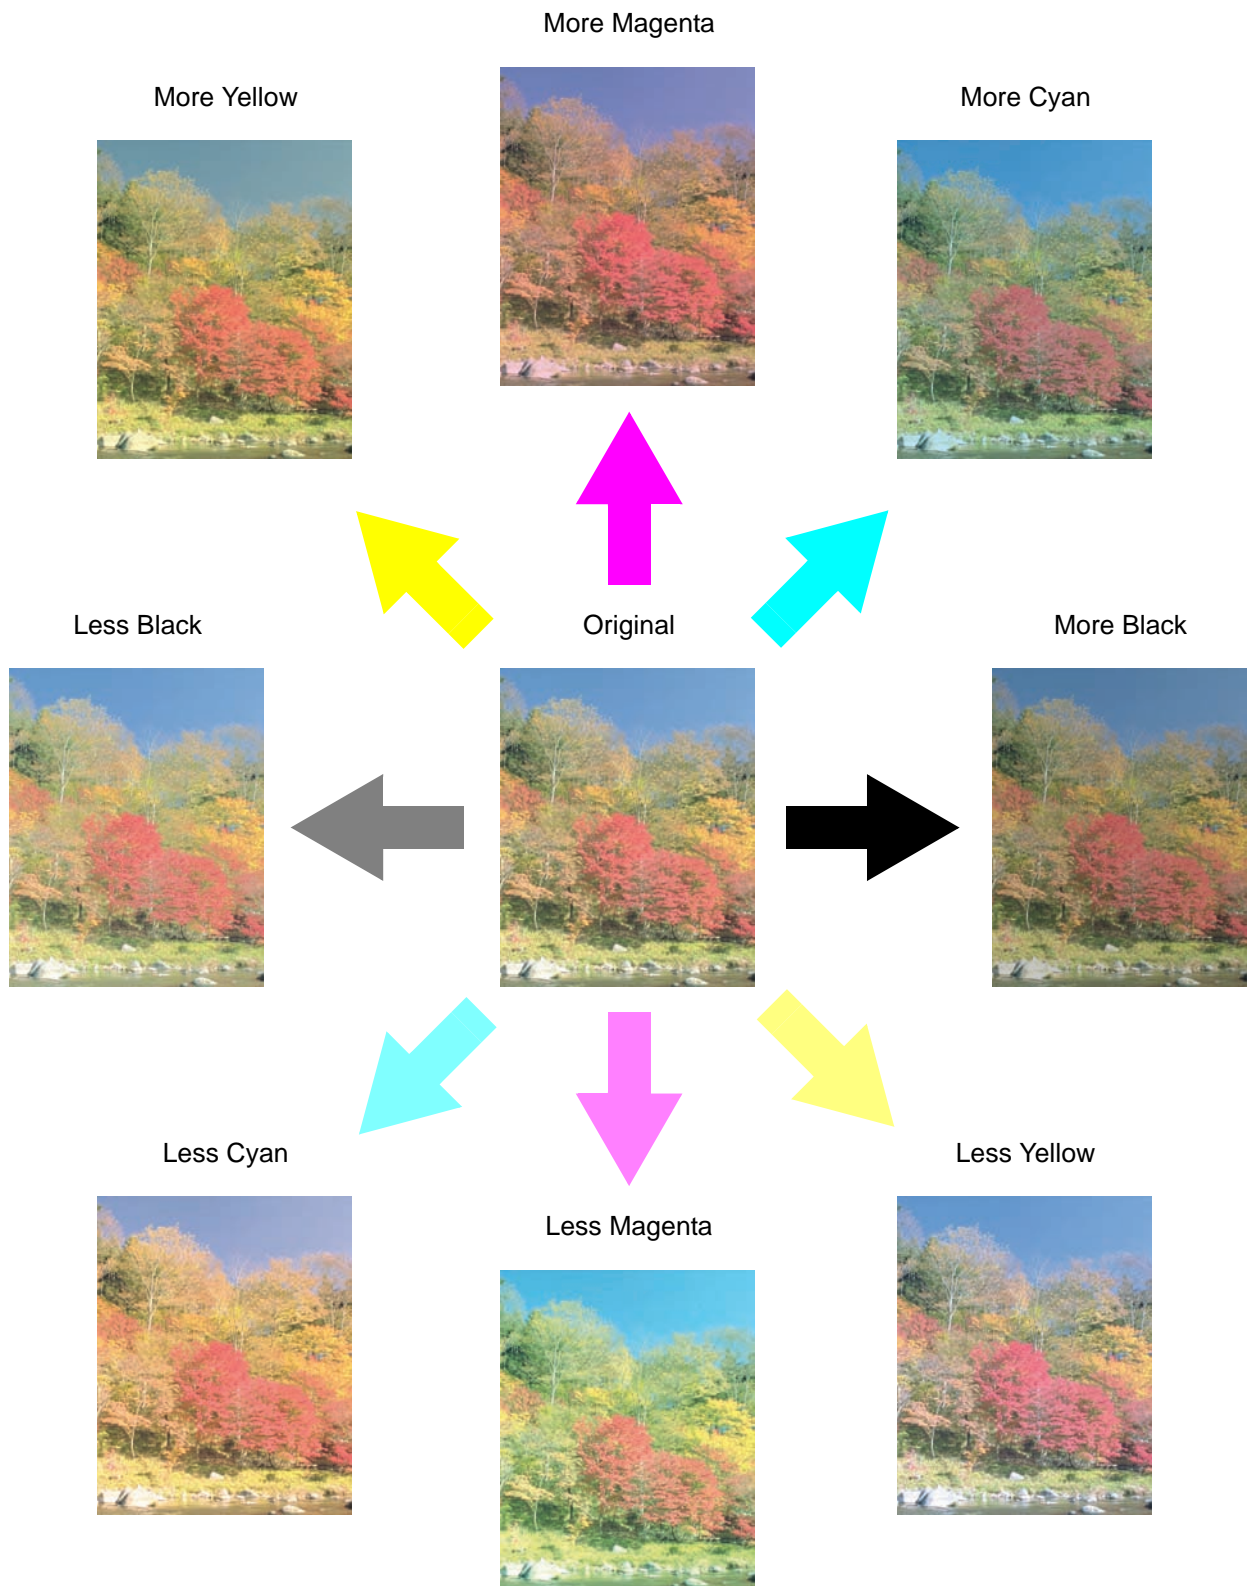 More Magenta
More Yellow
More Cyan
Less Black
Original
More Black
Less Cyan
Less Yellow
Less Magenta